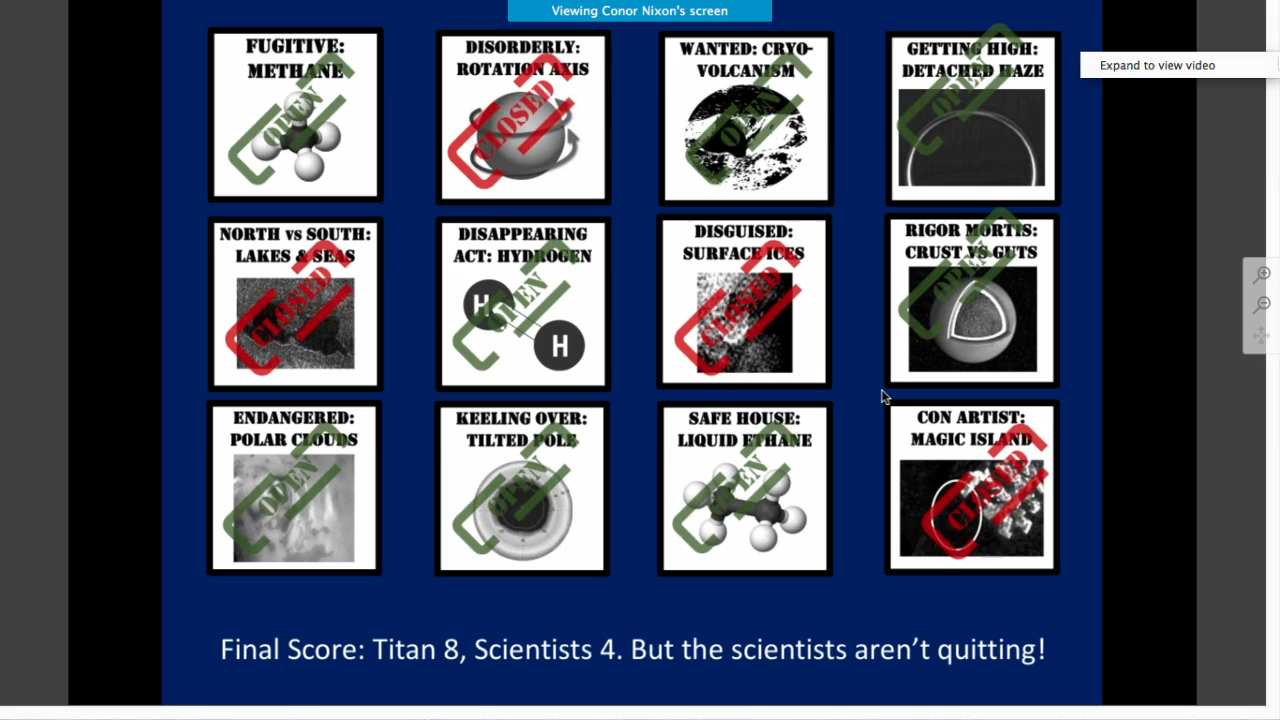 Viewing Conor Nixon's screen
Expand to view video
FUGITIVE:
METHANE
OPEN
DISORDERLY:
ROTATION AXIS
CLOSED
WANTED: CRYO-
VOLCANISM
OPEN
GETTING HIGH:
DETACHED HAZE
OPEN
NORTH vs SOUTH:
LAKES & SEAS
CLOSED
DISAPPEARING
ACT: HYDROGEN
H
H
OPEN
DISGUISED:
SURFACE ICES
CLOSED
RIGOR MORTIS:
CRUST VS GUTS
OPEN
ENDANGERED:
POLAR CLOUDS
OPEN
KEELING OVER:
TILTED POLE
OPEN
SAFE HOUSE:
LIQUID ETHANE
OPEN
CON ARTIST:
MAGIC ISLAND
CLOSED
Final Score: Titan 8, Scientists 4. But the scientists aren't quitting!